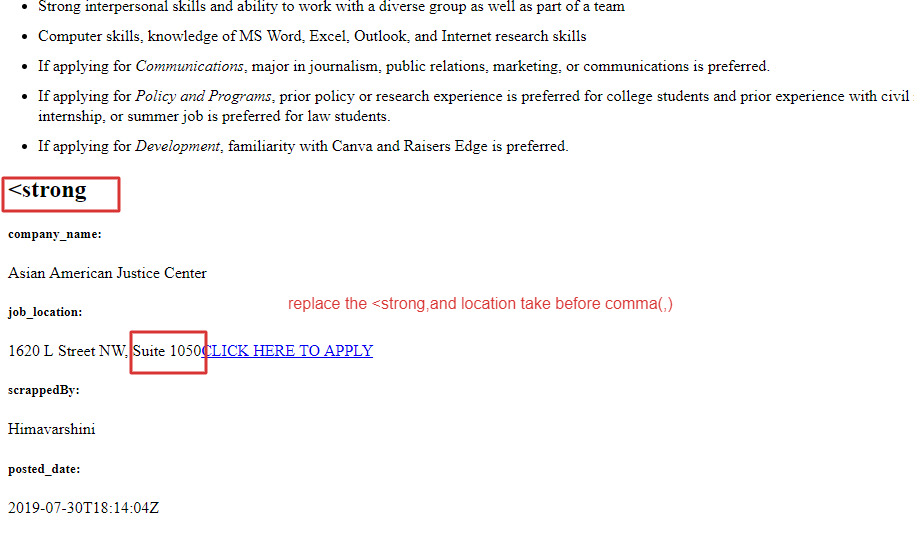 Strong interpersonal skills and ability to work with a diverse group as well as part of a team
Computer skills, knowledge of MS Word, Excel, Outlook, and Internet research skills
If applying for Communications, major in journalism, public relations, marketing, or communications is preferred.
If applying for Policy and Programs, prior policy or research experience is preferred for college students and prior experience with civil
internship, or summer job is preferred for law students.
If applying for Development, familiarity with Canva and Raisers Edge is preferred.
<strong
company_name:
Asian American Justice Center
replace the <strong,and location take before comma(,)
job_location:
1620 L Street NW, Suite 1050CLICK HERE TO APPLY
scrappedBy:
Himavarshini
posted_date:
2019-07-30T18:14:04Z